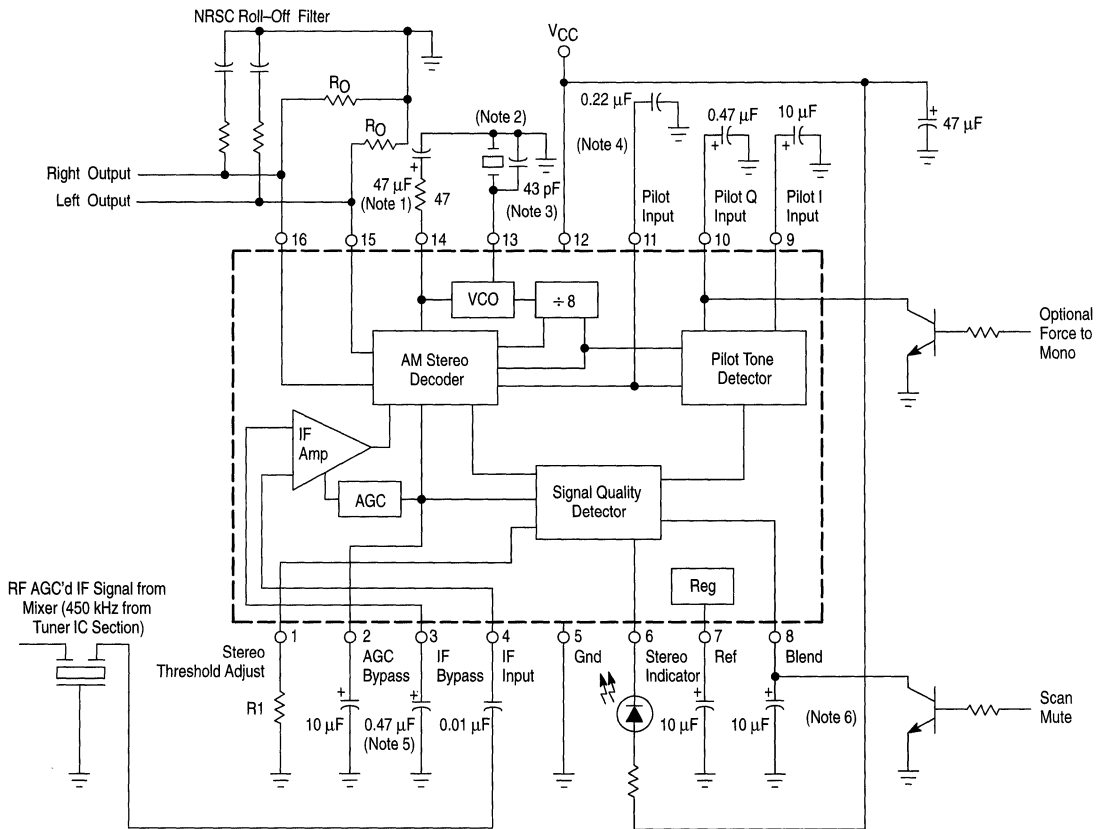 NRSC Roll–Off Filter
VCC
RO
RO
(Note 2)
0.22 µF
0.47 µF
10 µF
47 µF
(Note 4)
Right Output
Left Output
47 µF
(Note 1)
47
43 pF
(Note 3)
Pilot
Input
Pilot Q
Input
Pilot I
Input
16
15
14
13
12
11
10
9
VCO
÷ 8
AM Stereo
Decoder
Pilot Tone
Detector
Optional
Force to
Mono
IF
Amp
AGC
Signal Quality
Detector
Reg
RF AGC'd IF Signal from
Mixer (450 kHz from
Tuner IC Section)
1
2
3
4
5
6
7
8
Stereo
Threshold Adjust
AGC
Bypass
IF
Bypass
IF
Input
Gnd
Stereo
Indicator
Ref
Blend
R1
10 µF
0.47 µF
(Note 5)
0.01 µF
10 µF
10 µF
(Note 6)
Scan
Mute